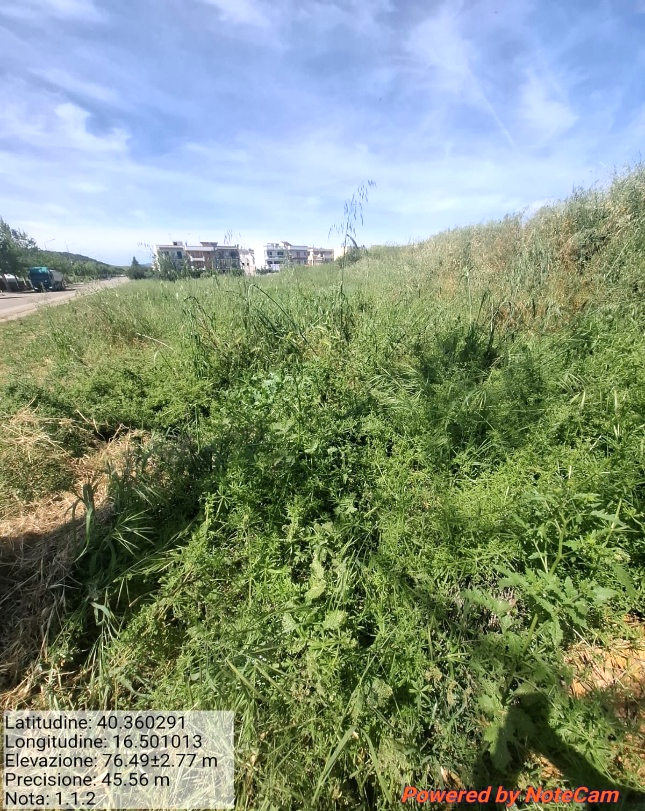 Latitudine: 40.360291
Longitudine: 16.501013
Elevazione: 76.49±2.77 m
Precisione: 45.56 m
Nota: 1.1.2
Powered by NoteCam